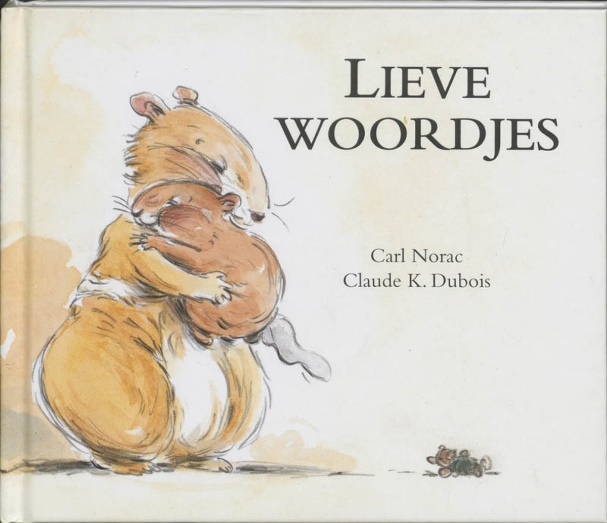 LIEVE
WOORDJES
Carl Norac
Claude K. Dubois